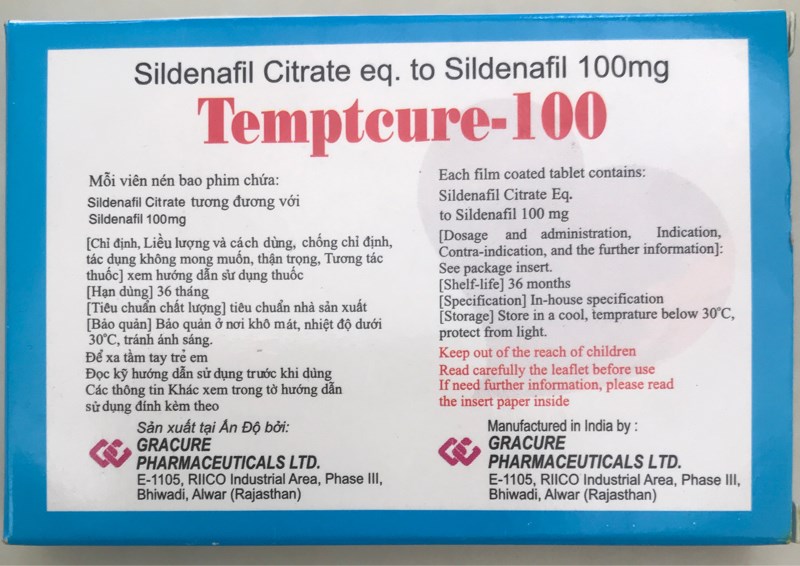 Sildenafil Citrate eq. to Sildenafil 100mg
Temptcure-100
Mỗi viên nén bao phim chứa:
Sildenafil Citrate tương đương với
Sildenafil 100mg
[Chỉ định, Liều lượng và cách dùng, chống chỉ định,
tác dụng không mong muốn, thận trọng, Tương tác
thuốc] xem hướng dẫn sử dụng thuốc
[Hạn dùng] 36 tháng
[Tiêu chuẩn chất lượng] tiêu chuẩn nhà sản xuất
[Bảo quản] Bảo quản ở nơi khô mát, nhiệt độ dưới
30°C, tránh ánh sáng.
Để xa tầm tay trẻ em
Đọc kỹ hướng dẫn sử dụng trước khi dùng
Các thông tin Khác xem trong tờ hướng dẫn
sử dụng đính kèm theo
Sản xuất tại Ấn Độ bởi:
GRACURE
PHARMACEUTICALS LTD.
E-1105, RIICO Industrial Area, Phase III,
Bhiwadi, Alwar (Rajasthan)
Each film coated tablet contains:
Sildenafil Citrate Eq.
to Sildenafil 100 mg
[Dosage and administration, Indication,
Contra-indication, and the further information]:
See package insert.
[Shelf-life] 36 months
[Specification] In-house specification
[Storage] Store in a cool, temprature below 30°C,
protect from light.
Keep out of the reach of children
Read carefully the leaflet before use
If need further information, please read
the insert paper inside
Manufactured in India by :
GRACURE
PHARMACEUTICALS LTD.
E-1105, RIICO Industrial Area, Phase III,
Bhiwadi, Alwar (Rajasthan)